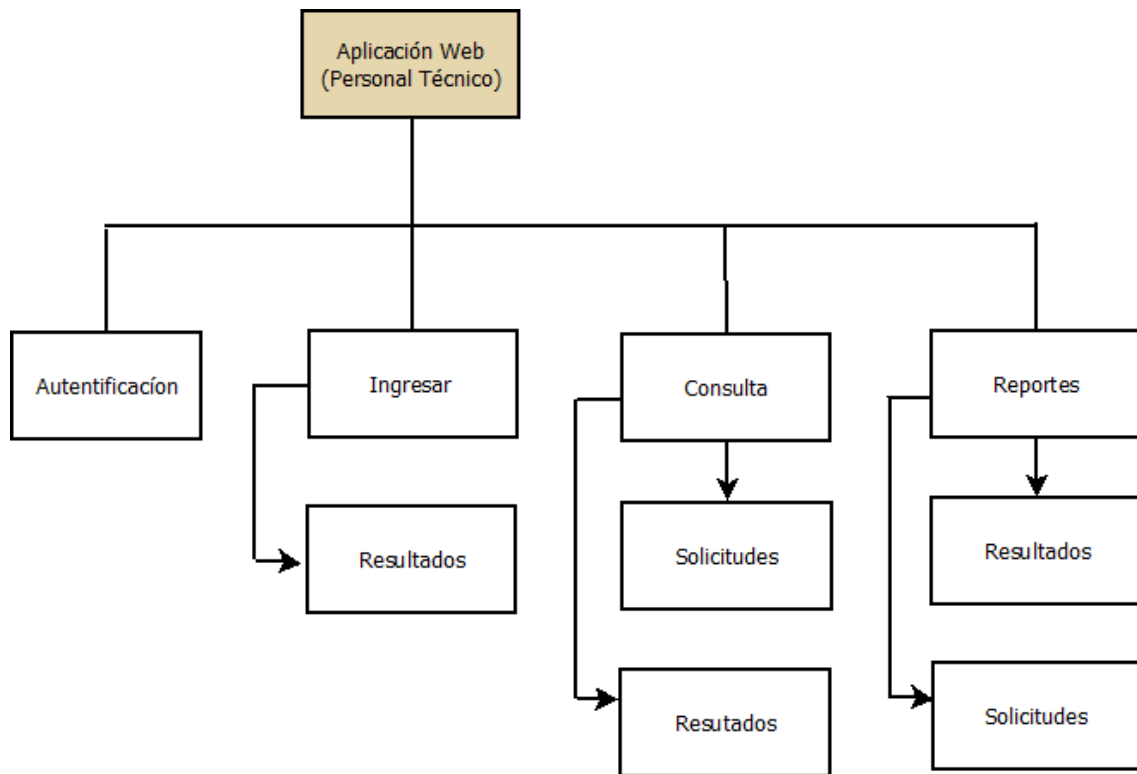 Aplicación Web
(Personal Técnico)
Autentificacíon
Ingresar
Consulta
Reportes
Resultados
Solicitudes
Resultados
Resutados
Solicitudes